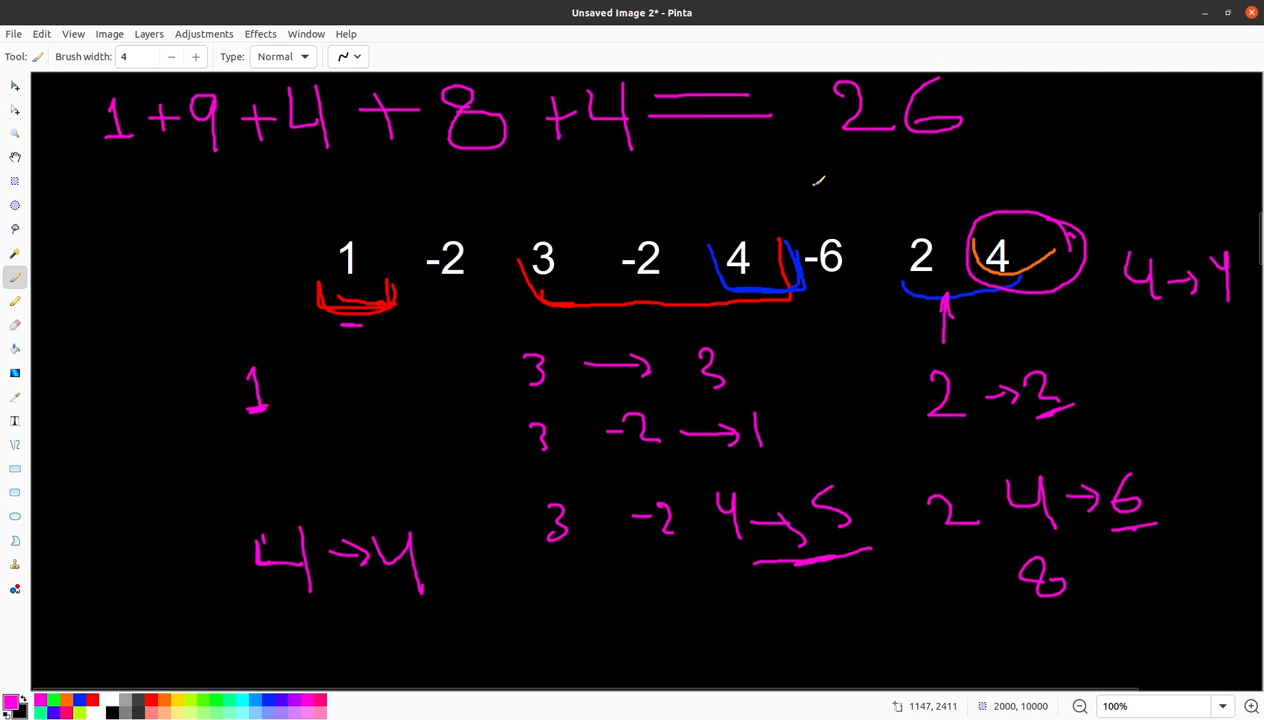 Unsaved Image 2* - Pinta
File Edit View Image Layers Adjustments Effects Window Help
Tool: Brush width: 4 Type: Normal
1 + 9 + 4 + 8 + 4 = 26
1 -2 3 -2 4 -6 2 4
4 → 4
3 → 3
1
2 → 2
3 -2 → 1
3 -2 4 → 5
2 4 → 6
4 → 4
8
1147, 2411 2000, 10000 100%